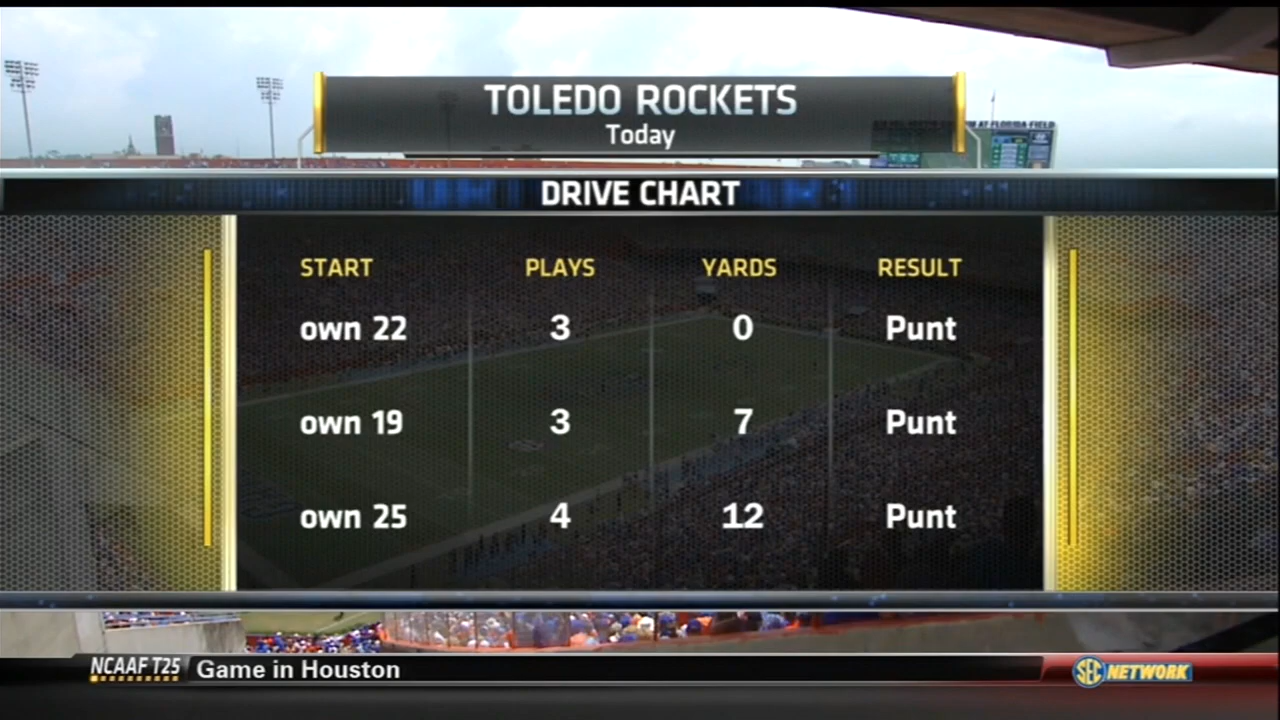 TOLEDO ROCKETS
Today
DRIVE CHART
START PLAYS YARDS RESULT
own 22 3 0 Punt
own 19 3 7 Punt
own 25 4 12 Punt
NCAAF T25 Game in Houston SEC NETWORK